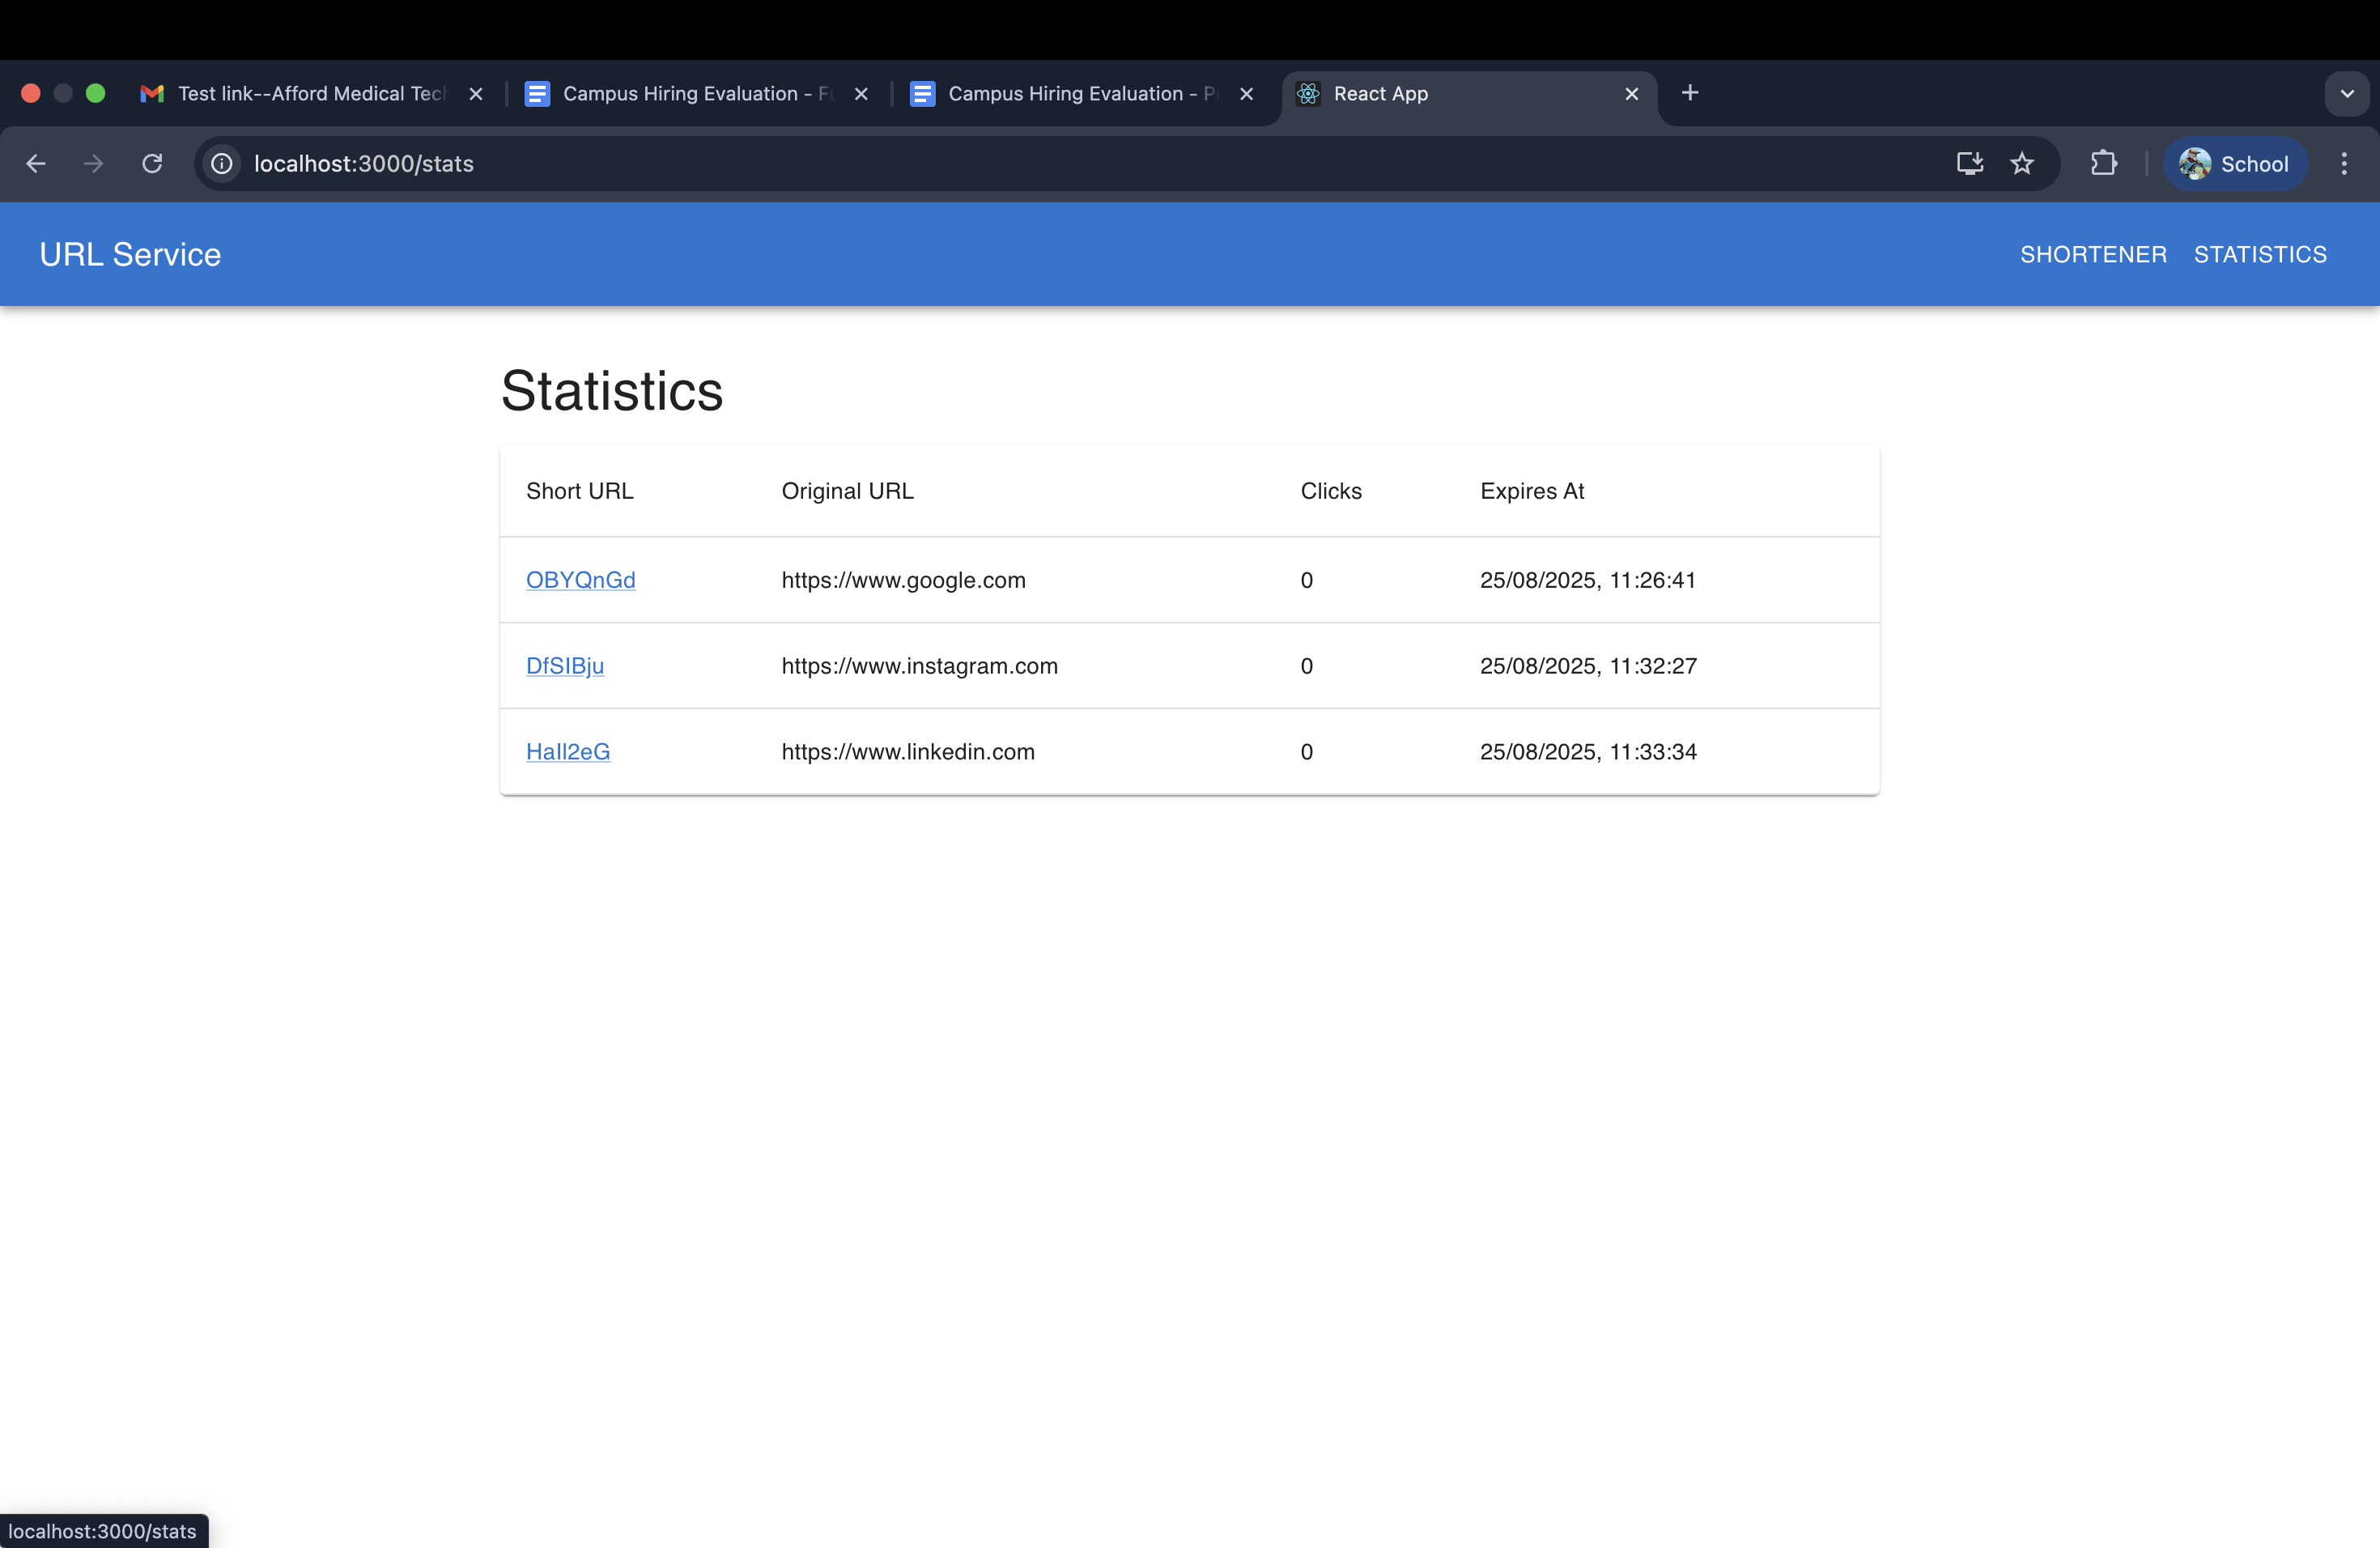 Test link--Afford Medical Tec
Campus Hiring Evaluation - F
Campus Hiring Evaluation - P
React App
localhost:3000/stats
School
URL Service
SHORTENER STATISTICS
Statistics
Short URL Original URL Clicks Expires At
OBYQnGd https://www.google.com 0 25/08/2025, 11:26:41
DfSIBju https://www.instagram.com 0 25/08/2025, 11:32:27
Hall2eG https://www.linkedin.com 0 25/08/2025, 11:33:34
localhost:3000/stats